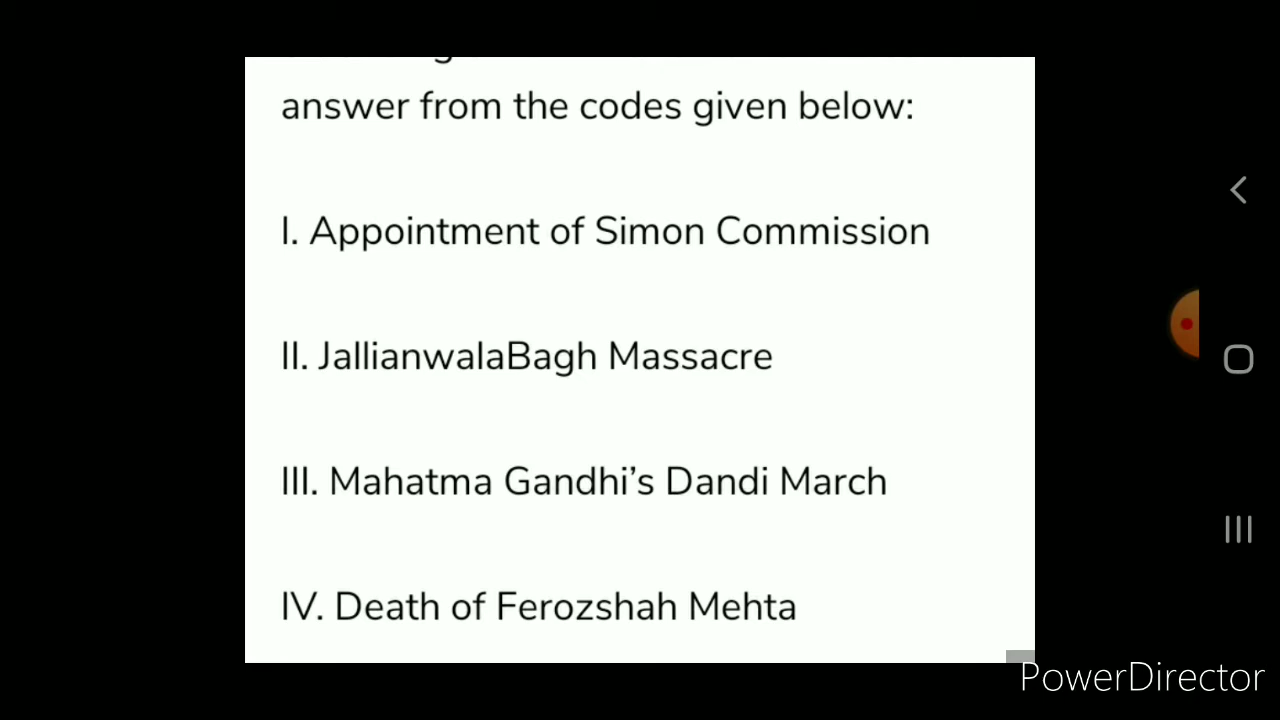 answer from the codes given below:
I. Appointment of Simon Commission
II. JallianwalaBagh Massacre
III. Mahatma Gandhi’s Dandi March
IV. Death of Ferozshah Mehta
PowerDirector